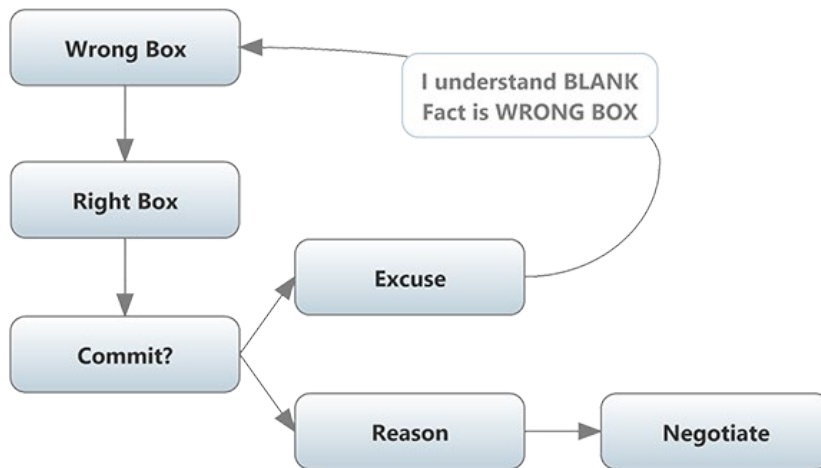 Wrong Box
I understand BLANK
Fact is WRONG BOX
Right Box
Excuse
Commit?
Reason
Negotiate